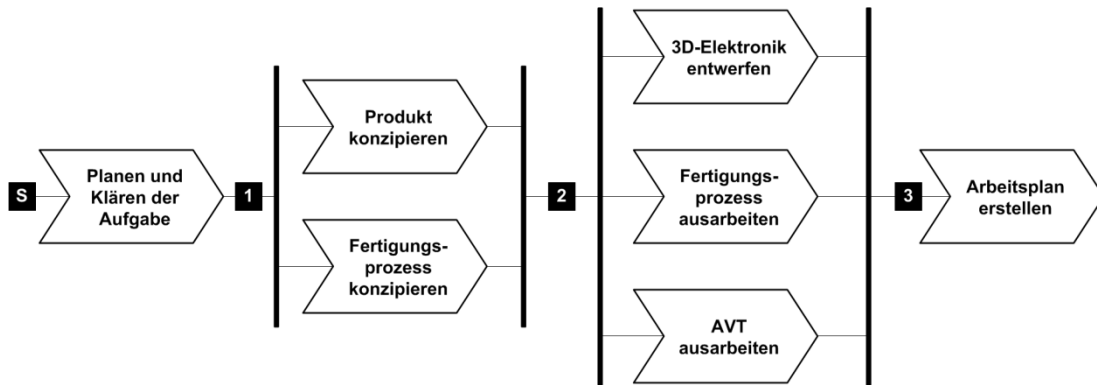 S
Planen und
Klären der
Aufgabe
1
Produkt
konzipieren
Fertigungs-
prozess
konzipieren
2
3D-Elektronik
entwerfen
Fertigungs-
prozess
ausarbeiten
AVT
ausarbeiten
3
Arbeitsplan
erstellen